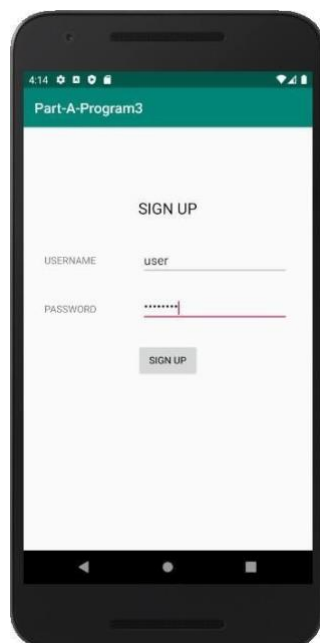 4:14
Part-A-Program3
SIGN UP
USERNAME user
PASSWORD ••••••••
SIGN UP